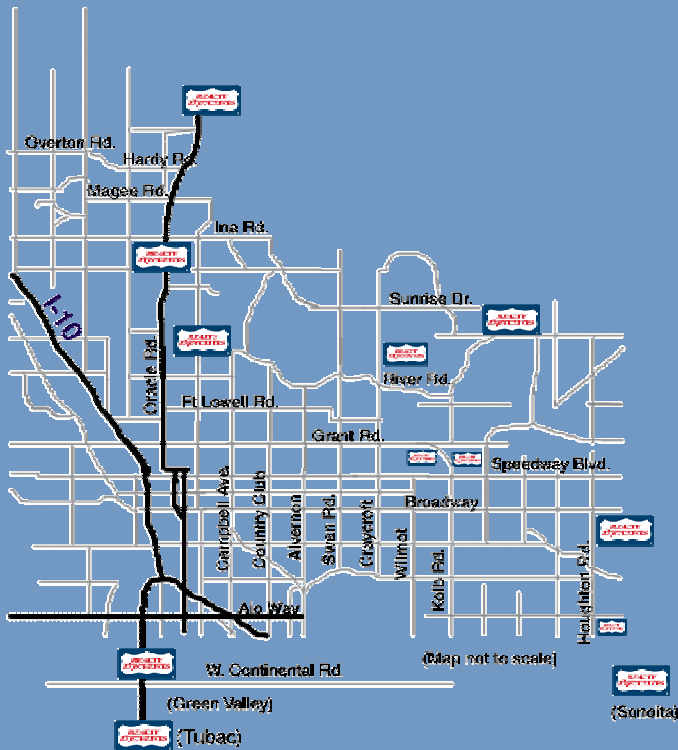 Overton Rd.
Hardy Rd.
Magee Rd.
Ina Rd.
I-10
Sunrise Dr.
Oracle Rd.
River Rd.
Ft Lowell Rd.
Grant Rd.
Speedway Blvd.
Broadway
Campbell Ave.
Country Club
Alvernon
Swan Rd.
Craycroft
Wilmot
Kolb Rd.
Houghton Rd.
Ajo Way
(Map not to scale)
W. Continental Rd.
(Green Valley)
(Sonoita)
(Tubac)